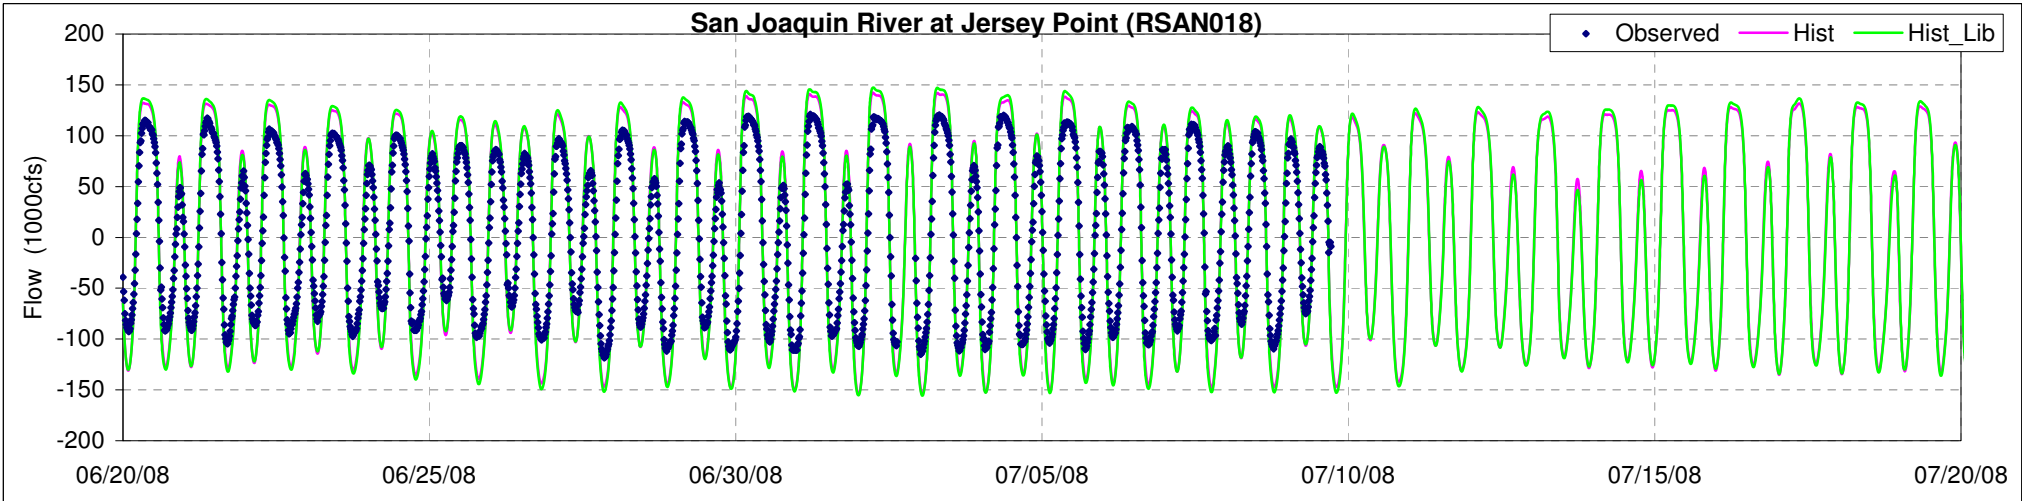 San Joaquin River at Jersey Point (RSAN018)
Observed Hist Hist_Lib
Flow (1000cfs)
200
150
100
50
0
-50
-100
-150
-200
06/20/08 06/25/08 06/30/08 07/05/08 07/10/08 07/15/08 07/20/08